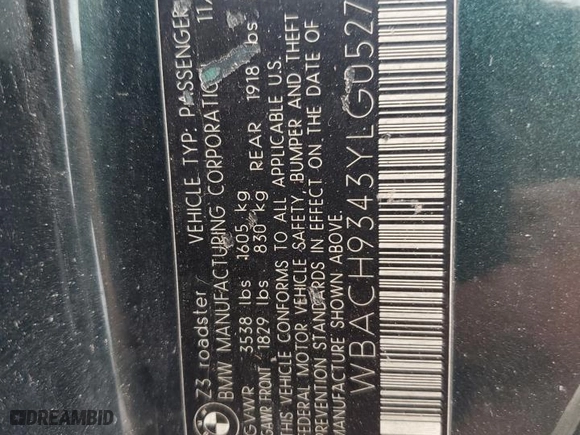 Z3 roadster VEHICLE TYP: PASSENGER
BMW MANUFACTURING CORPORATION 11/
GVWR 3538 lbs 1605 kg
GAWR FRONT 1829 lbs 830 kg REAR 1918 lbs
THIS VEHICLE CONFORMS TO ALL APPLICABLE U.S.
FEDERAL MOTOR VEHICLE SAFETY, BUMPER AND THEFT
PREVENTION STANDARDS IN EFFECT ON THE DATE OF
MANUFACTURE SHOWN ABOVE.
WBACH9343YLG0527
DREAMBID